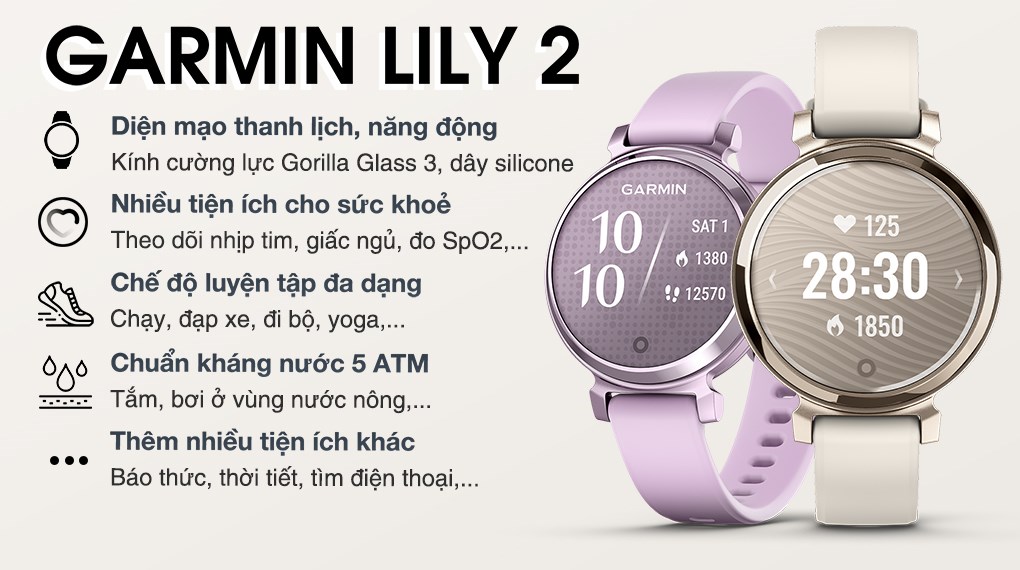 GARMIN LILY 2
Diện mạo thanh lịch, năng động
Kính cường lực Gorilla Glass 3, dây silicone
Nhiều tiện ích cho sức khoẻ
Theo dõi nhịp tim, giấc ngủ, đo SpO2,...
Chế độ luyện tập đa dạng
Chạy, đạp xe, đi bộ, yoga,...
Chuẩn kháng nước 5 ATM
Tắm, bơi ở vùng nước nông,...
Thêm nhiều tiện ích khác
Báo thức, thời tiết, tìm điện thoại,...
GARMIN
10
10
SAT 1
1380
12570
125
28:30
1850